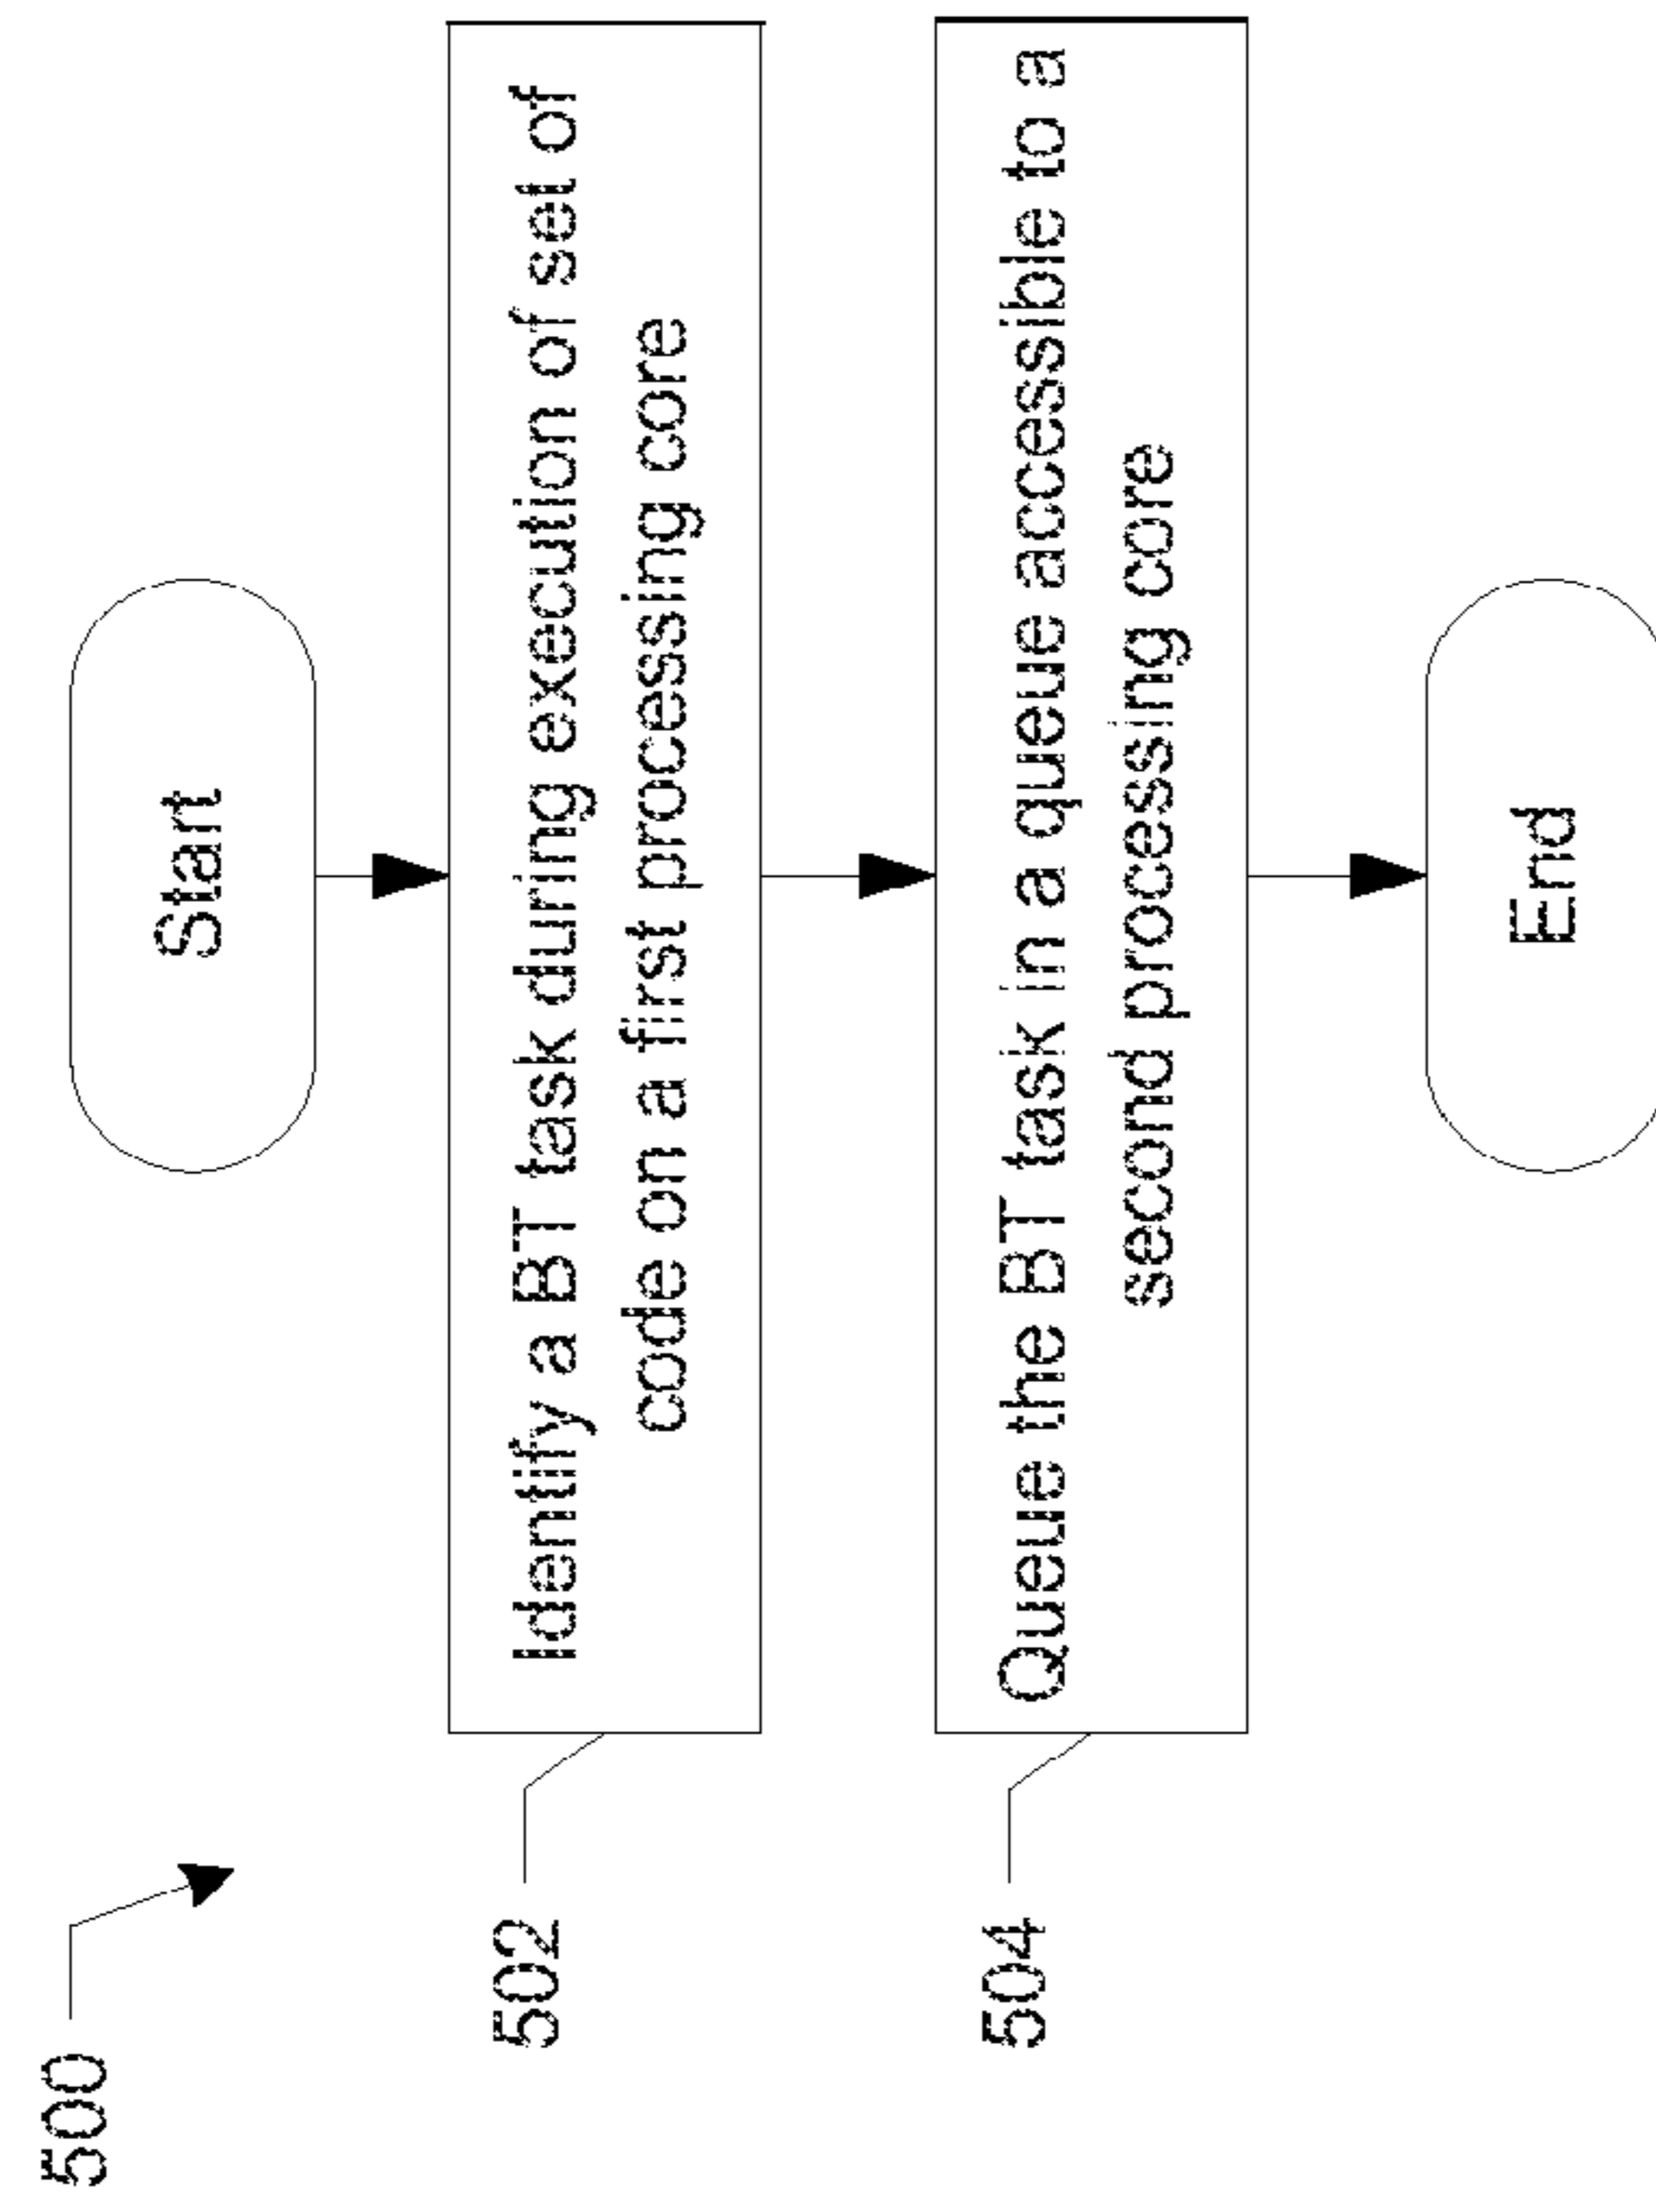 500
Start
502
Identify a BT task during execution of set of
code on a first processing core
504
Queue the BT task in a queue accessible to a
second processing core
End